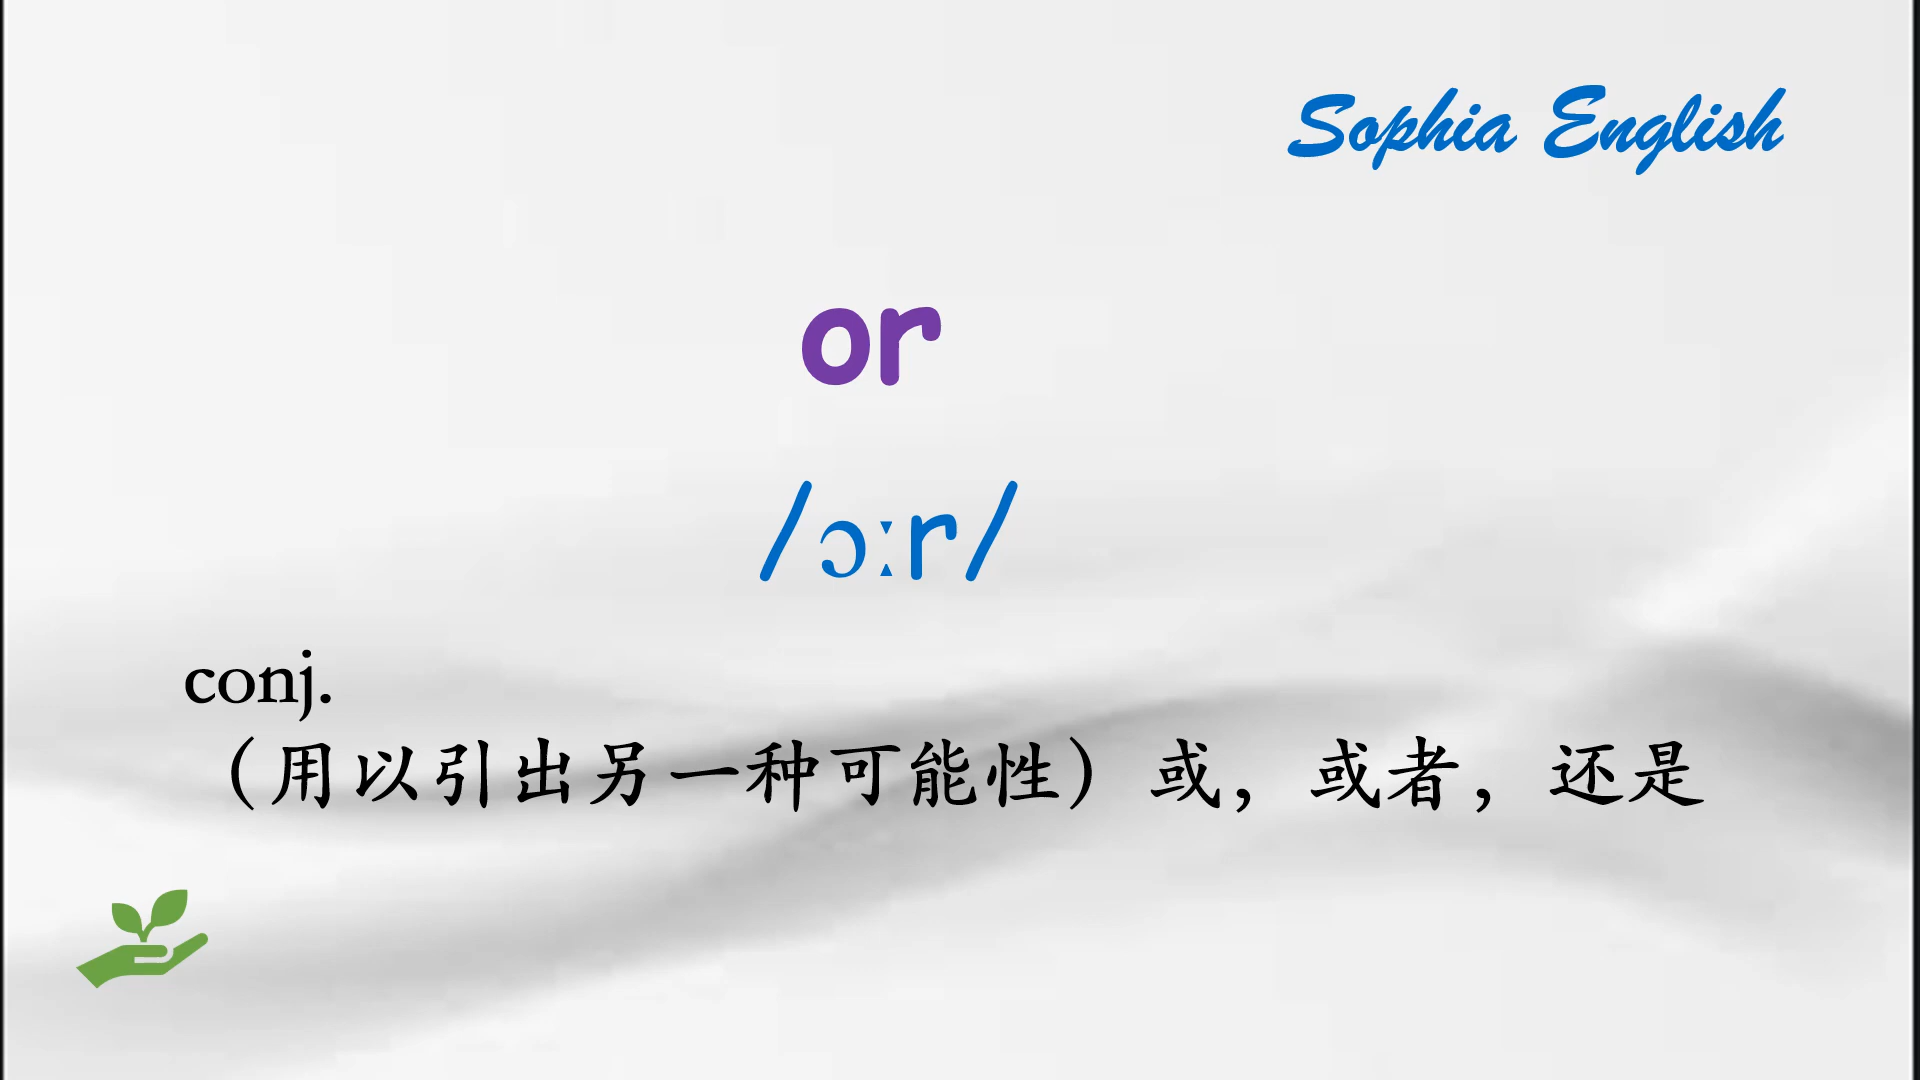 Sophia English
or
/ɔːr/
conj.
（用以引出另一种可能性）或，或者，还是